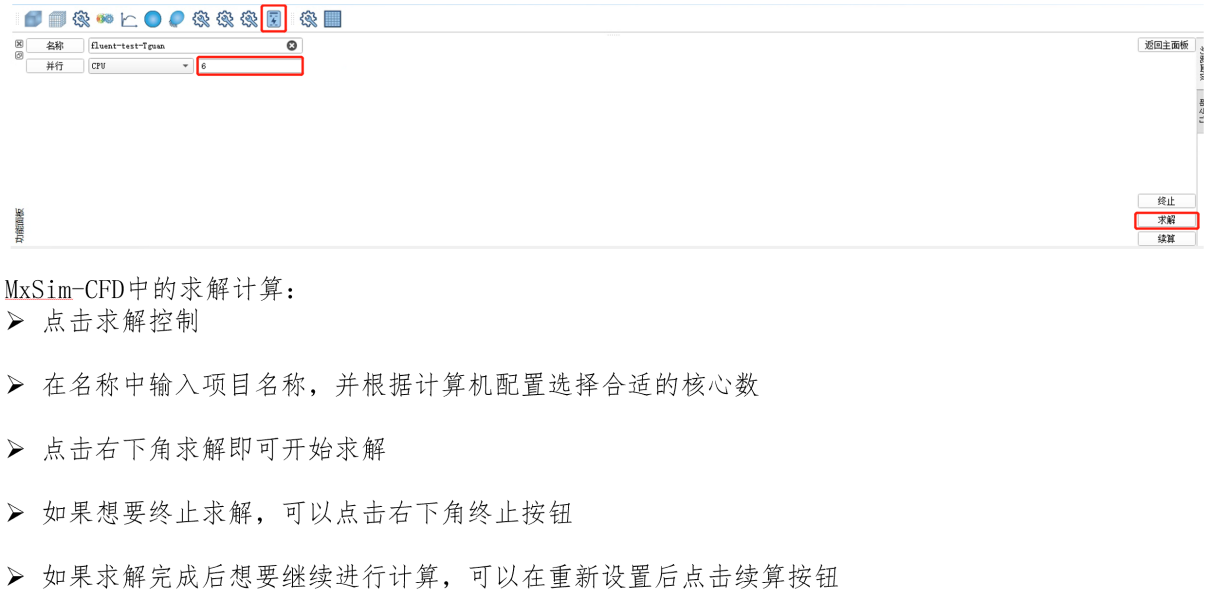 名称 fluent-test-Tguan 返回主面板
并行 CPU 6
功能面板
终止
求解
续算
MxSim-CFD中的求解计算：
➢ 点击求解控制
➢ 在名称中输入项目名称，并根据计算机配置选择合适的核心数
➢ 点击右下角求解即可开始求解
➢ 如果想要终止求解，可以点击右下角终止按钮
➢ 如果求解完成后想要继续进行计算，可以在重新设置后点击续算按钮